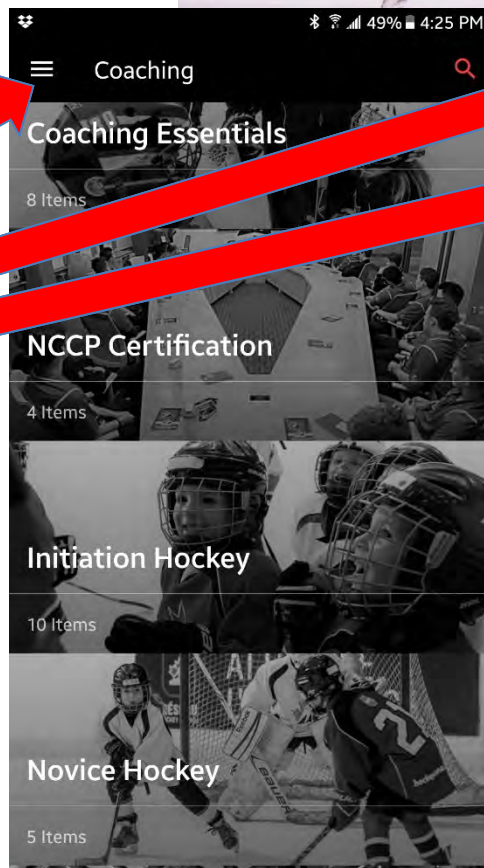 49% 4:25 PM
Coaching
Coaching Essentials
8 Items
NCCP Certification
4 Items
Initiation Hockey
10 Items
Novice Hockey
5 Items
BAUER